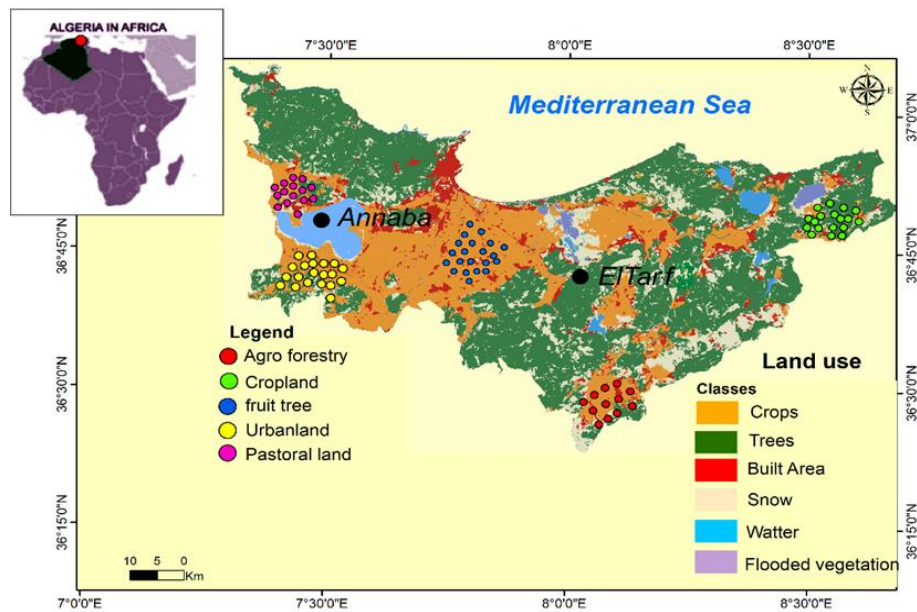 ALGERIA IN AFRICA
7°30'0"E
8°0'0"E
8°30'0"E
Mediterranean Sea
N
W E
S
37°0'0"N
37°0'0"N
Annaba
36°45'0"N
36°45'0"N
ElTarf
Legend
Agro forestry
Cropland
fruit tree
Urbanland
Pastoral land
Land use
Classes
Crops
Trees
Built Area
Snow
Watter
Flooded vegetation
36°30'0"N
36°30'0"N
36°15'0"N
36°15'0"N
10 5 0
Km
7°0'0"E
7°30'0"E
8°0'0"E
8°30'0"E